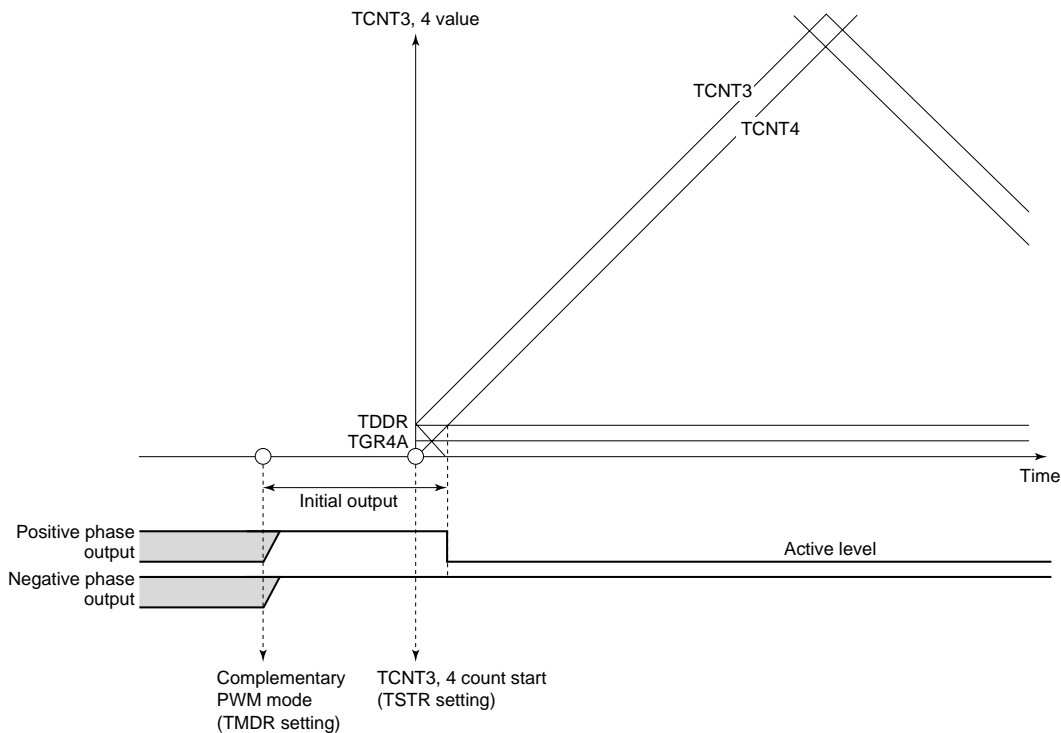 TCNT3, 4 value
TCNT3
TCNT4
TDDR
TGR4A
Time
Initial output
Positive phase
output
Active level
Negative phase
output
Complementary
PWM mode
(TMDR setting)
TCNT3, 4 count start
(TSTR setting)